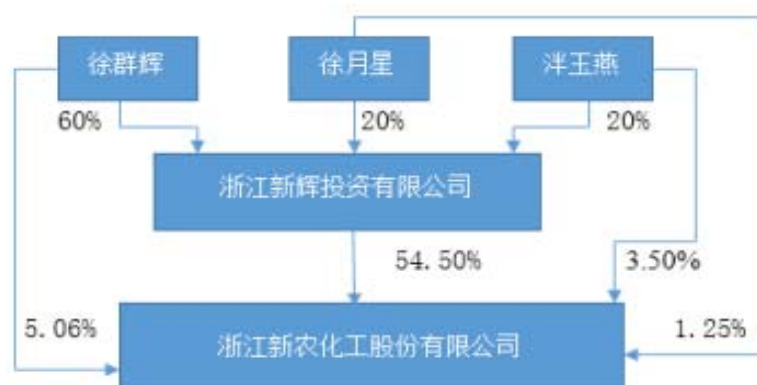 徐群辉
徐月星
泮玉燕
60%
20%
20%
浙江新辉投资有限公司
54.50%
3.50%
5.06%
浙江新农化工股份有限公司
1.25%